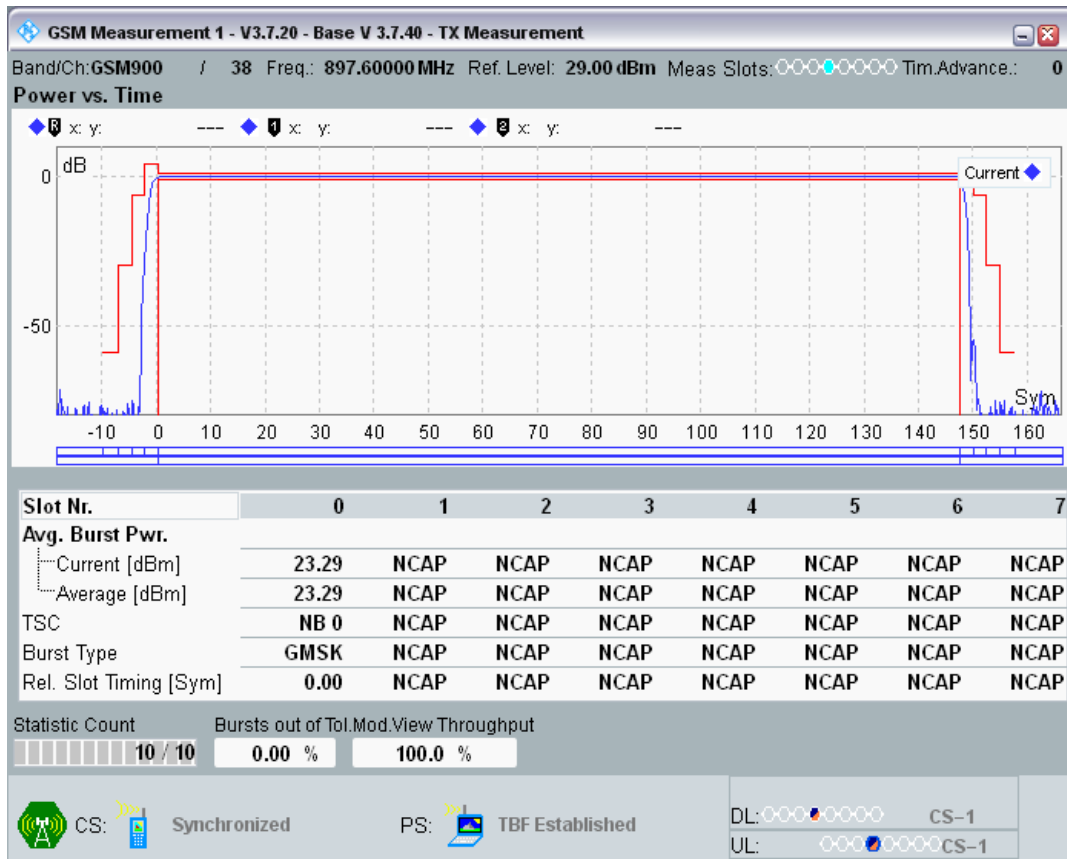 GSM Measurement 1 - V3.7.20 - Base V 3.7.40 - TX Measurement
Band/Ch:GSM900 / 38 Freq.: 897.60000 MHz Ref. Level: 29.00 dBm Meas Slots: Tim.Advance.: 0
Power vs. Time
R x: y: --- 1 x: y: --- 2 x: y: ---
dB
Current
0
-50
Sym
-10 0 10 20 30 40 50 60 70 80 90 100 110 120 130 140 150 160
Slot Nr. 0 1 2 3 4 5 6 7
Avg. Burst Pwr.
Current [dBm] 23.29 NCAP NCAP NCAP NCAP NCAP NCAP NCAP
Average [dBm] 23.29 NCAP NCAP NCAP NCAP NCAP NCAP NCAP
TSC NB 0 NCAP NCAP NCAP NCAP NCAP NCAP NCAP
Burst Type GMSK NCAP NCAP NCAP NCAP NCAP NCAP NCAP
Rel. Slot Timing [Sym] 0.00 NCAP NCAP NCAP NCAP NCAP NCAP NCAP
Statistic Count Bursts out of Tol.Mod.View Throughput
10 / 10 0.00 % 100.0 %
CS: Synchronized PS: TBF Established
DL: CS-1
UL: CS-1